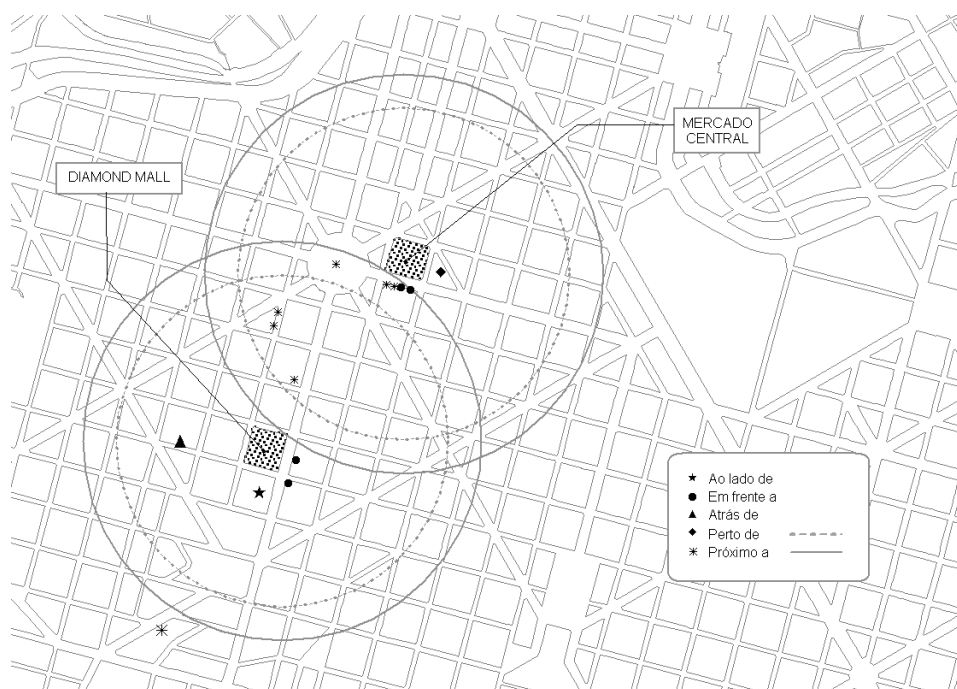 MERCADO
CENTRAL
DIAMOND MALL
Ao lado de
Em frente a
Atrás de
Perto de
Próximo a